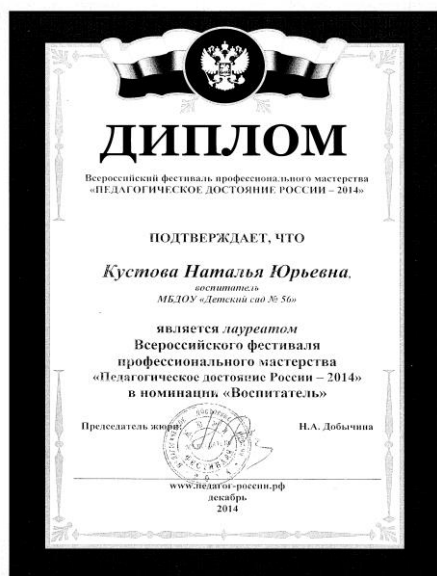 ДИПЛОМ
Всероссийский фестиваль профессионального мастерства
«ПЕДАГОГИЧЕСКОЕ ДОСТОЯНИЕ РОССИИ – 2014»
ПОДТВЕРЖДАЕТ, ЧТО
Кустова Наталья Юрьевна,
воспитатель
МБДОУ «Детский сад № 56»
является лауреатом
Всероссийского фестиваля
профессионального мастерства
«Педагогическое достояние России – 2014»
в номинации «Воспитатель»
Председатель жюри: Н.А. Добычина
ФЕСТИВАЛЬ
www.педагог-россии.рф
декабрь
2014